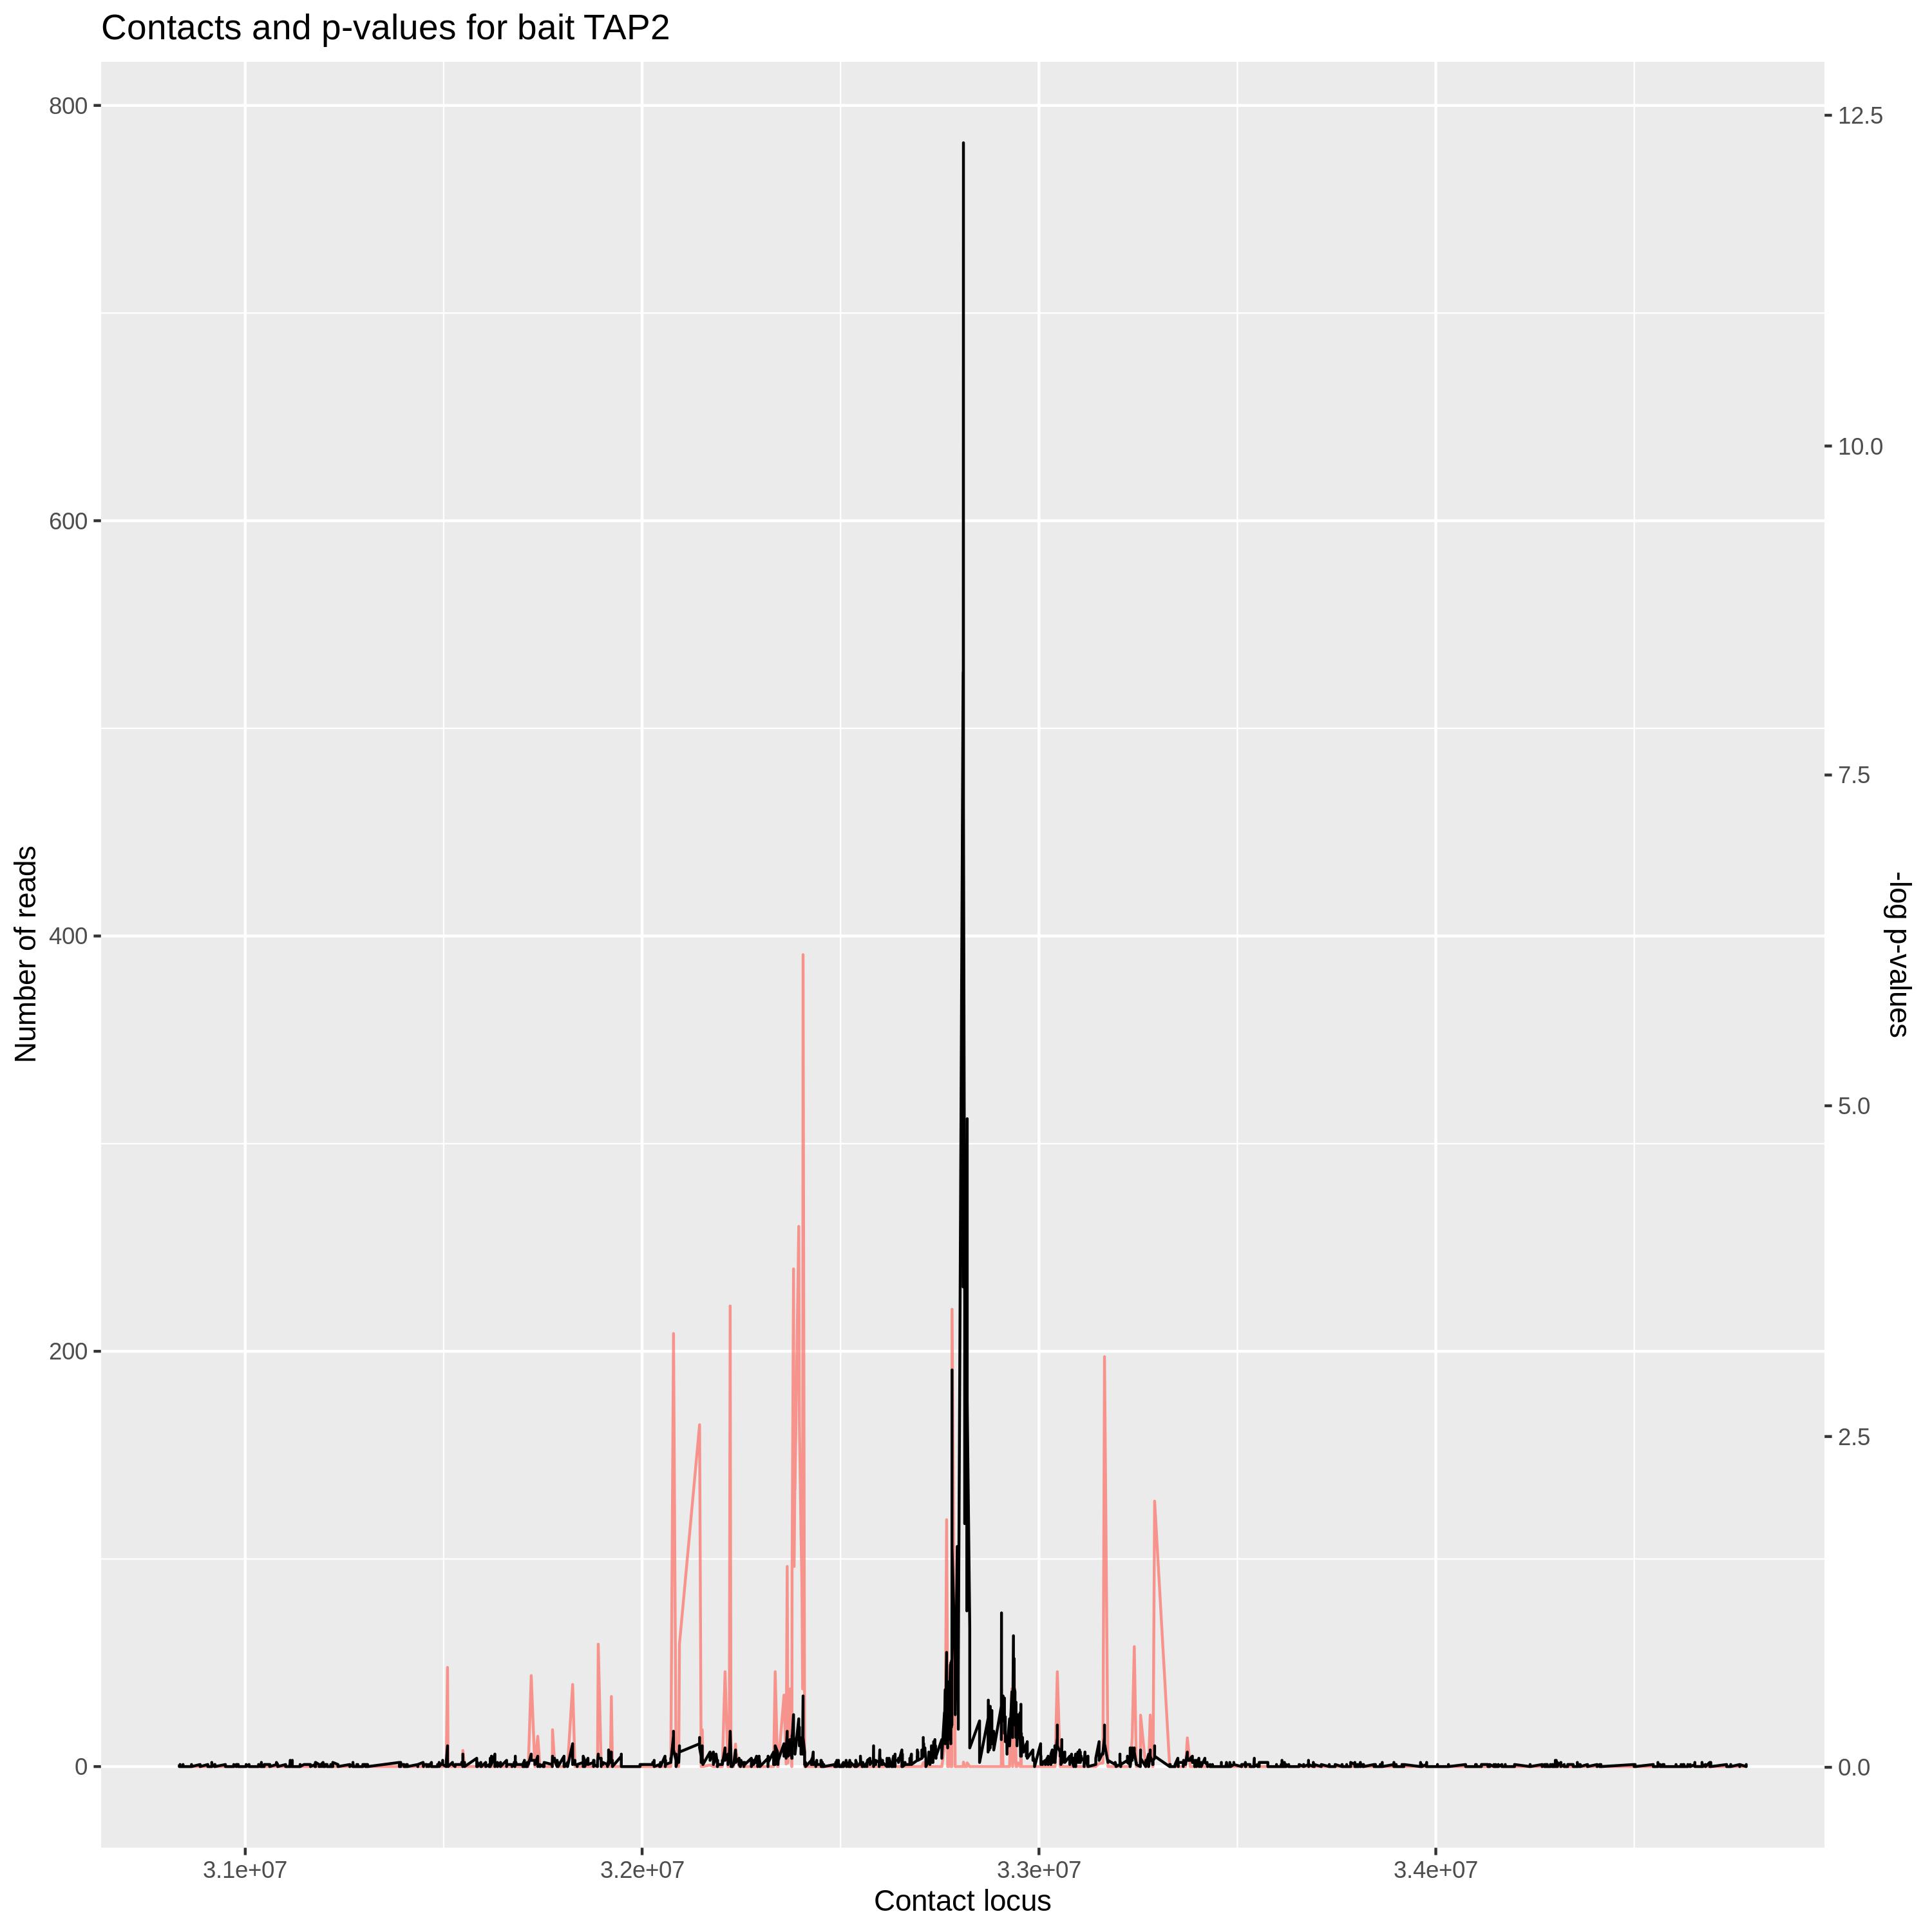 Contacts and p-values for bait TAP2
800
600
400
200
0
Number of reads
12.5
10.0
7.5
5.0
2.5
0.0
-log p-values
3.1e+07
3.2e+07
3.3e+07
3.4e+07
Contact locus